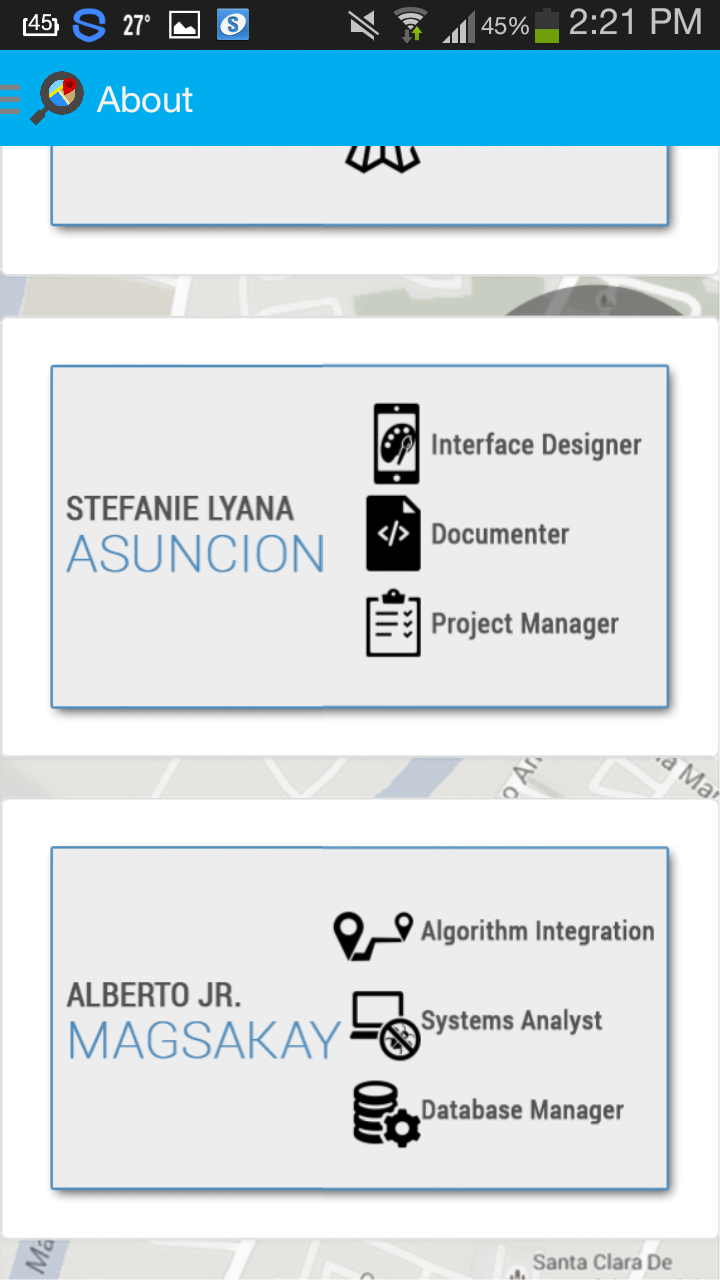 45 27° S 45% 2:21 PM
About
STEFANIE LYANA
ASUNCION
Interface Designer
</>
Documenter
Project Manager
ALBERTO JR.
MAGSAKAY
Algorithm Integration
Systems Analyst
Database Manager
Santa Clara De